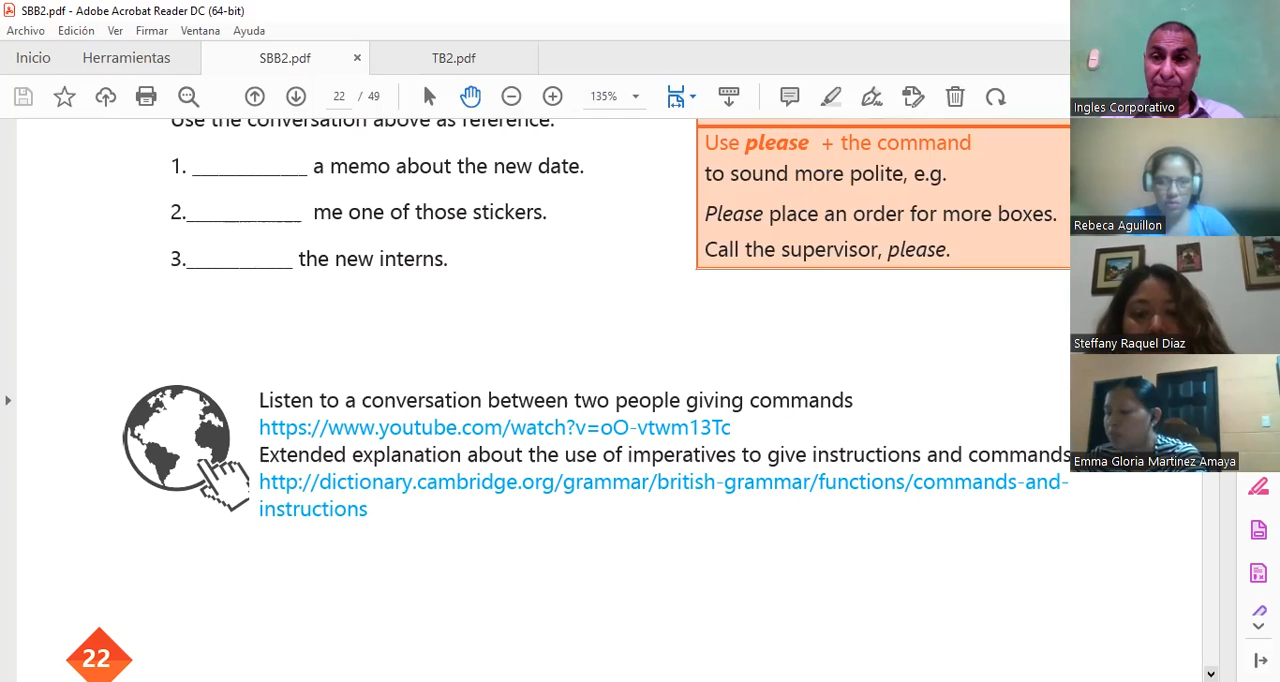 SBB2.pdf - Adobe Acrobat Reader DC (64-bit)
Archivo Edición Ver Firmar Ventana Ayuda
Inicio Herramientas SBB2.pdf × TB2.pdf
22 / 49 135%
Use the conversation above as reference.
1. ____________ a memo about the new date.
2.____________ me one of those stickers.
3.___________ the new interns.
Use please + the command
to sound more polite, e.g.
Please place an order for more boxes.
Call the supervisor, please.
Listen to a conversation between two people giving commands
https://www.youtube.com/watch?v=oO-vtwm13Tc
Extended explanation about the use of imperatives to give instructions and commands
http://dictionary.cambridge.org/grammar/british-grammar/functions/commands-and-
instructions
22
Ingles Corporativo
Rebeca Aguillon
Steffany Raquel Diaz
Emma Gloria Martinez Amaya